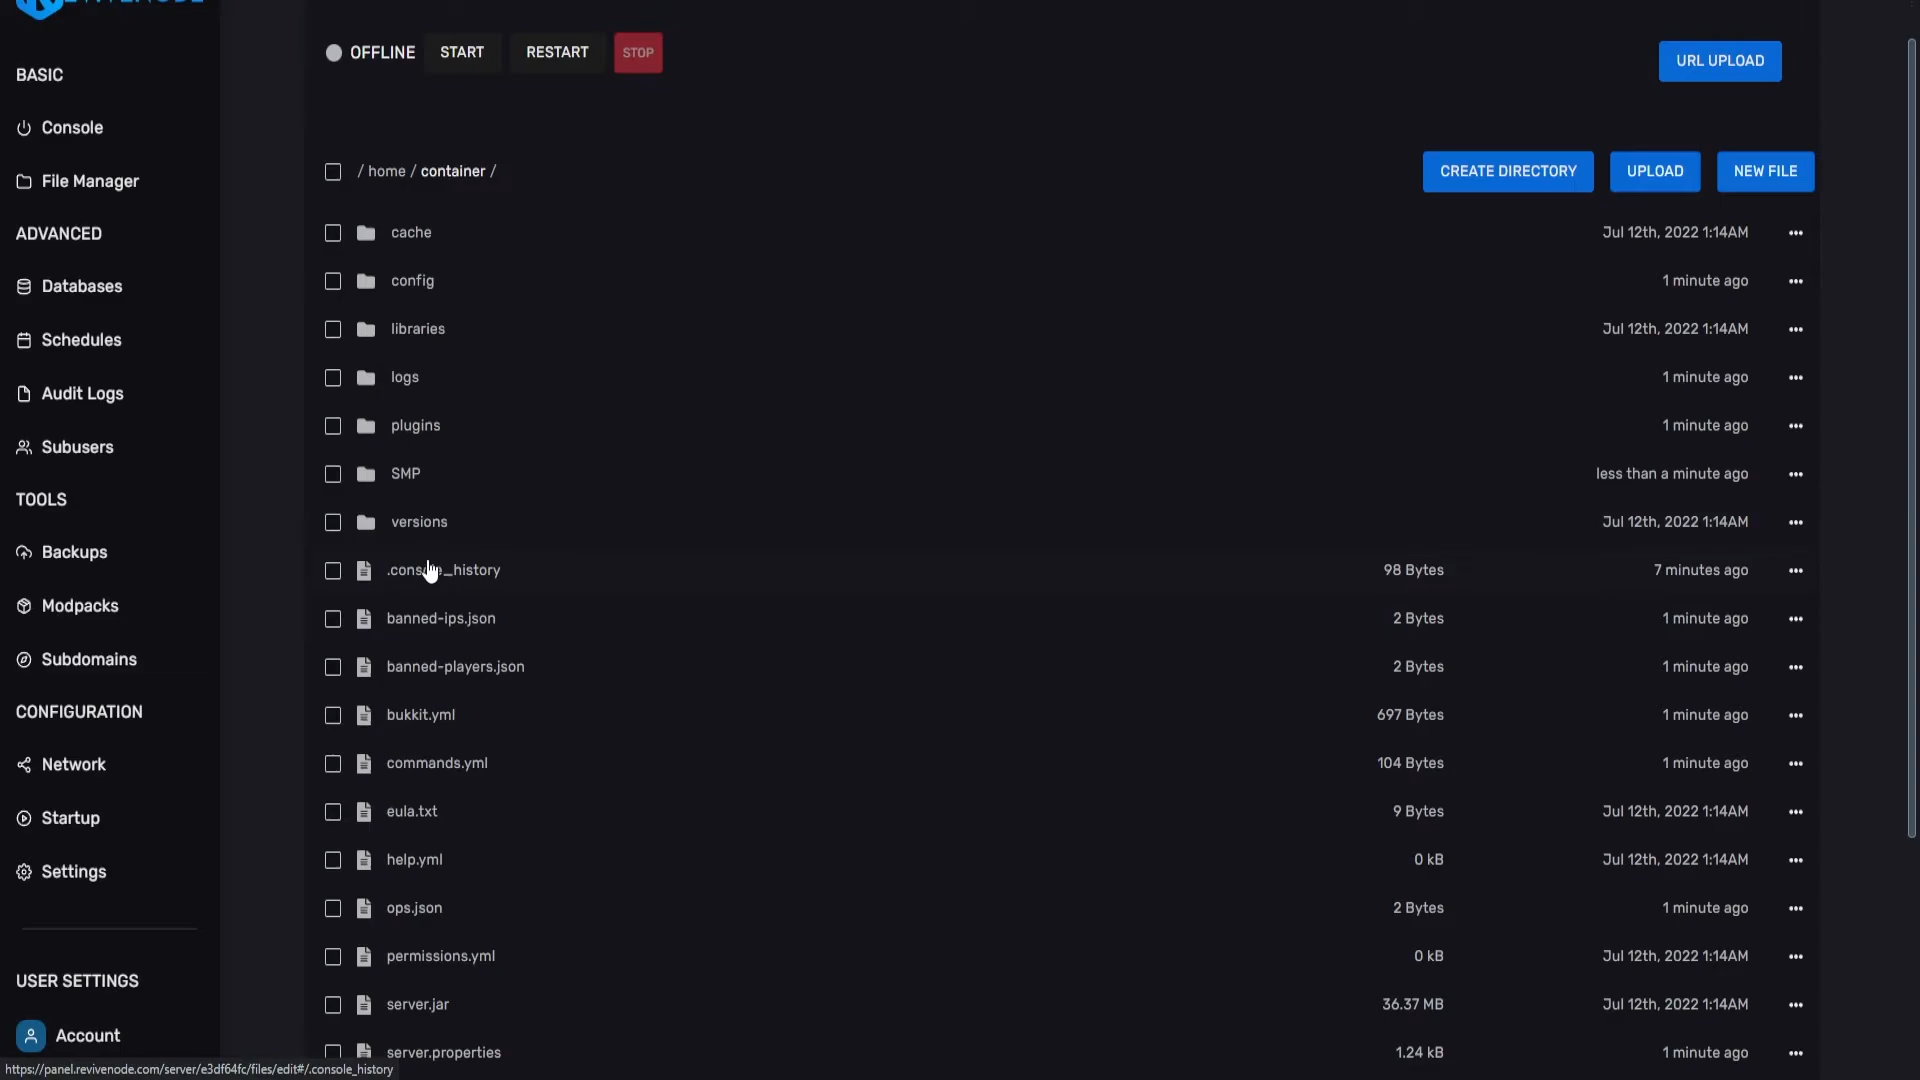 OFFLINE START RESTART STOP
URL UPLOAD
BASIC
Console
File Manager
ADVANCED
Databases
Schedules
Audit Logs
Subusers
TOOLS
Backups
Modpacks
Subdomains
CONFIGURATION
Network
Startup
Settings
USER SETTINGS
Account
/ home / container /
CREATE DIRECTORY UPLOAD NEW FILE
cache Jul 12th, 2022 1:14AM
config 1 minute ago
libraries Jul 12th, 2022 1:14AM
logs 1 minute ago
plugins 1 minute ago
SMP less than a minute ago
versions Jul 12th, 2022 1:14AM
.console_history 98 Bytes 7 minutes ago
banned-ips.json 2 Bytes 1 minute ago
banned-players.json 2 Bytes 1 minute ago
bukkit.yml 697 Bytes 1 minute ago
commands.yml 104 Bytes 1 minute ago
eula.txt 9 Bytes Jul 12th, 2022 1:14AM
help.yml 0 kB Jul 12th, 2022 1:14AM
ops.json 2 Bytes 1 minute ago
permissions.yml 0 kB Jul 12th, 2022 1:14AM
server.jar 36.37 MB Jul 12th, 2022 1:14AM
server.properties 1.24 kB 1 minute ago
https://panel.revivenode.com/server/e3df64fc/files/edit#/.console_history